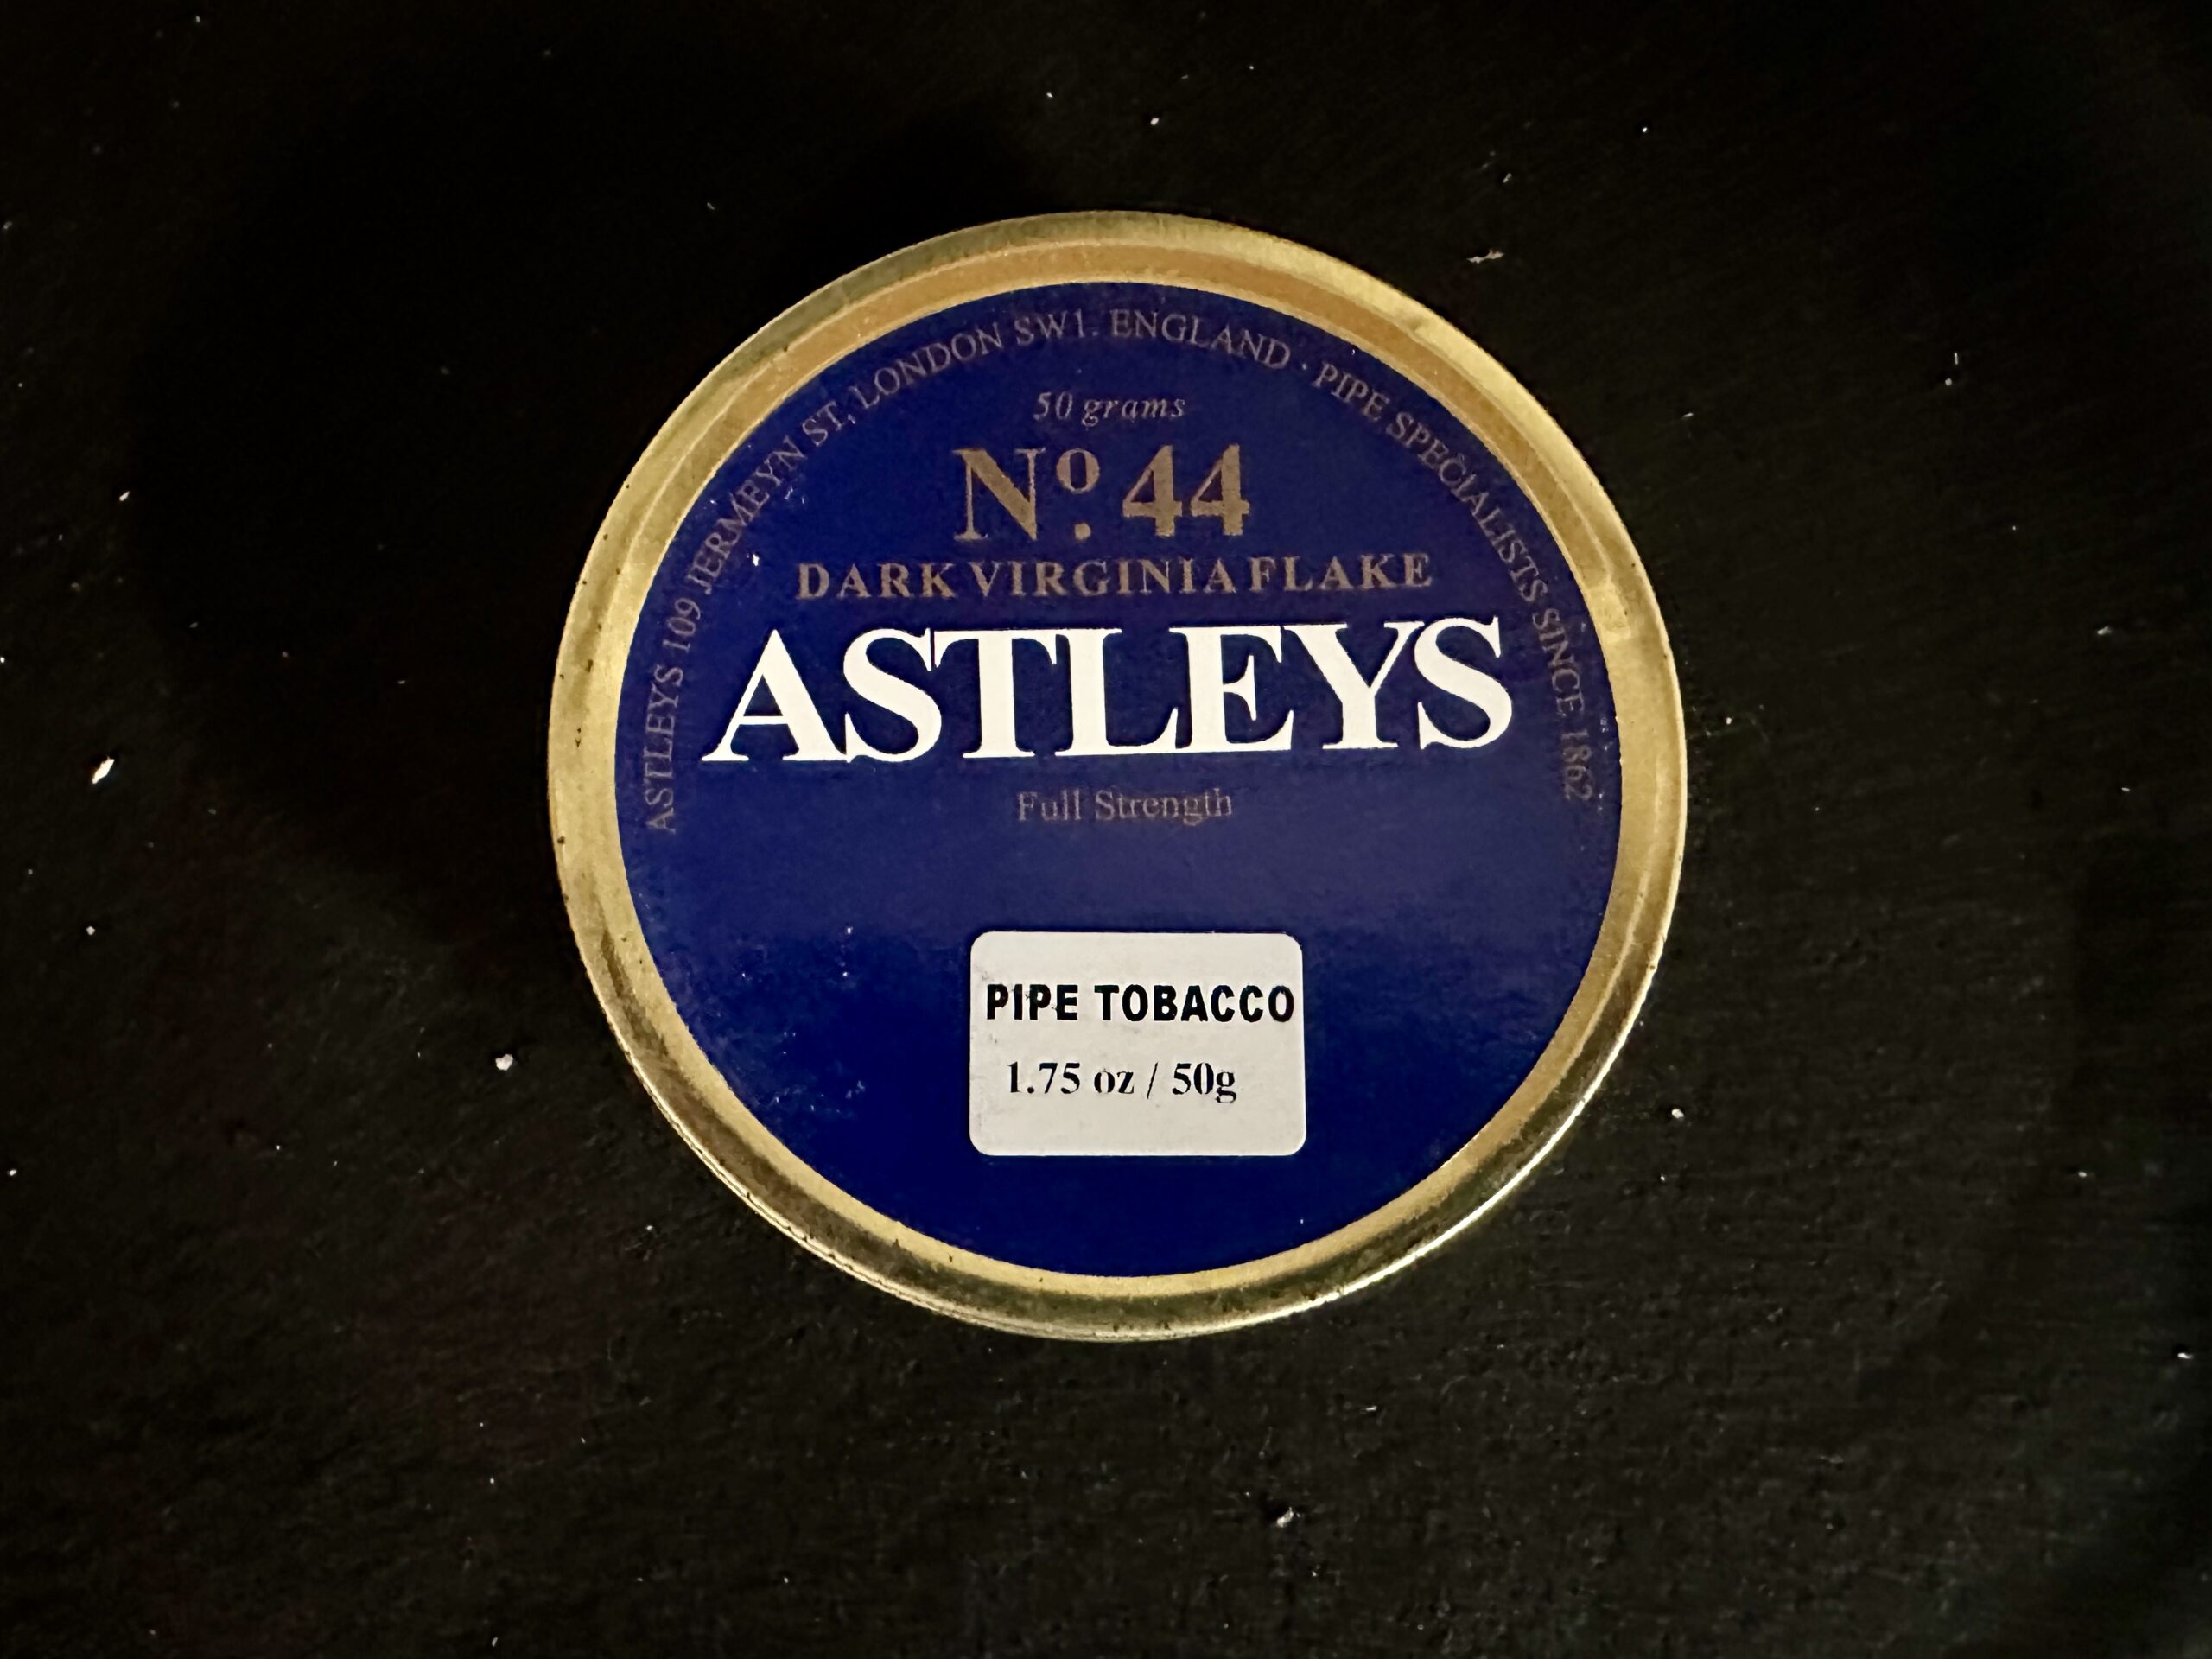 ASTLEYS 109 JERMEYN ST, LONDON SW1. ENGLAND · PIPE SPECIALISTS SINCE 1862
50 grams
Nº. 44
DARK VIRGINIA FLAKE
ASTLEYS
Full Strength
PIPE TOBACCO
1.75 oz / 50g